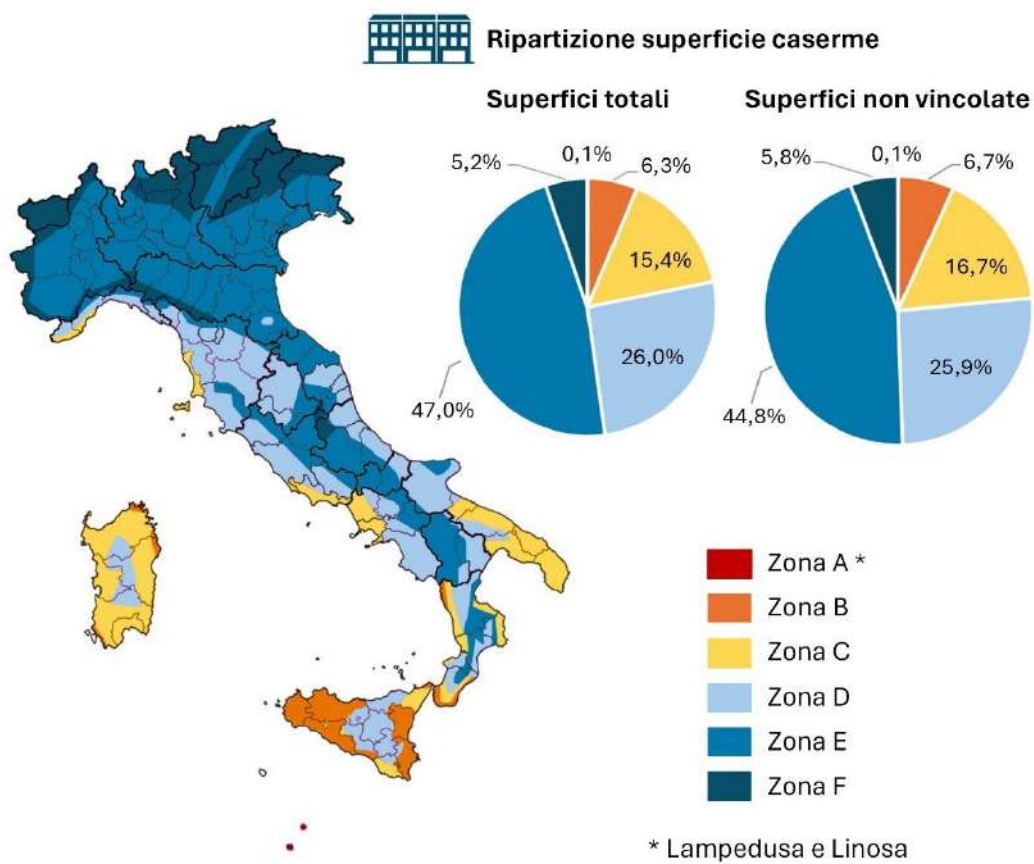 Ripartizione superficie caserme
Superfici totali
Superfici non vincolate
5,2%
0,1%
6,3%
15,4%
26,0%
47,0%
5,8%
0,1%
6,7%
16,7%
25,9%
44,8%
Zona A *
Zona B
Zona C
Zona D
Zona E
Zona F
* Lampedusa e Linosa